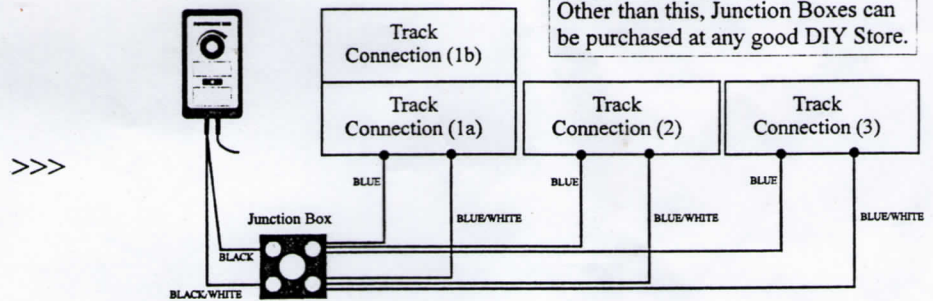 Other than this, Junction Boxes can
be purchased at any good DIY Store.
Track
Connection (1b)
Track
Connection (1a)
Track
Connection (2)
Track
Connection (3)
>>>
BLUE
BLUE/WHITE
BLUE
BLUE/WHITE
BLUE
BLUE/WHITE
Junction Box
BLACK
BLACK/WHITE